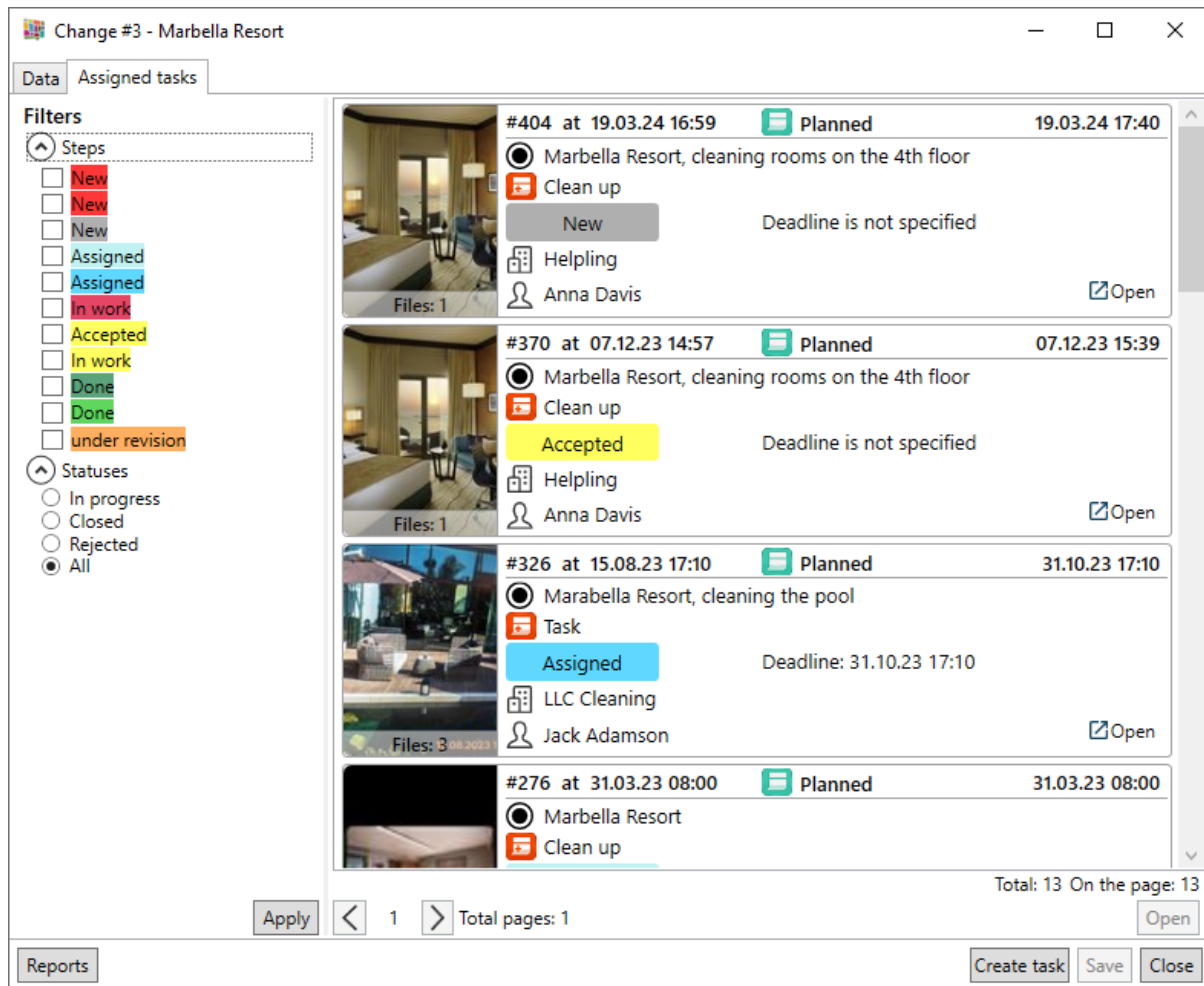 Change #3 - Marbella Resort
Data
Assigned tasks
Filters
Steps
New
New
New
Assigned
Assigned
In work
Accepted
In work
Done
Done
under revision
Statuses
In progress
Closed
Rejected
All
Apply
#404 at 19.03.24 16:59 Planned 19.03.24 17:40
Marbella Resort, cleaning rooms on the 4th floor
Clean up
New Deadline is not specified
Helpling
Anna Davis
Files: 1 Open
#370 at 07.12.23 14:57 Planned 07.12.23 15:39
Marbella Resort, cleaning rooms on the 4th floor
Clean up
Accepted Deadline is not specified
Helpling
Anna Davis
Files: 1 Open
#326 at 15.08.23 17:10 Planned 31.10.23 17:10
Marabella Resort, cleaning the pool
Task
Assigned Deadline: 31.10.23 17:10
LLC Cleaning
Jack Adamson
Files: 3 Open
#276 at 31.03.23 08:00 Planned 31.03.23 08:00
Marbella Resort
Clean up
Total: 13 On the page: 13
1 Total pages: 1 Open
Reports Create task Save Close